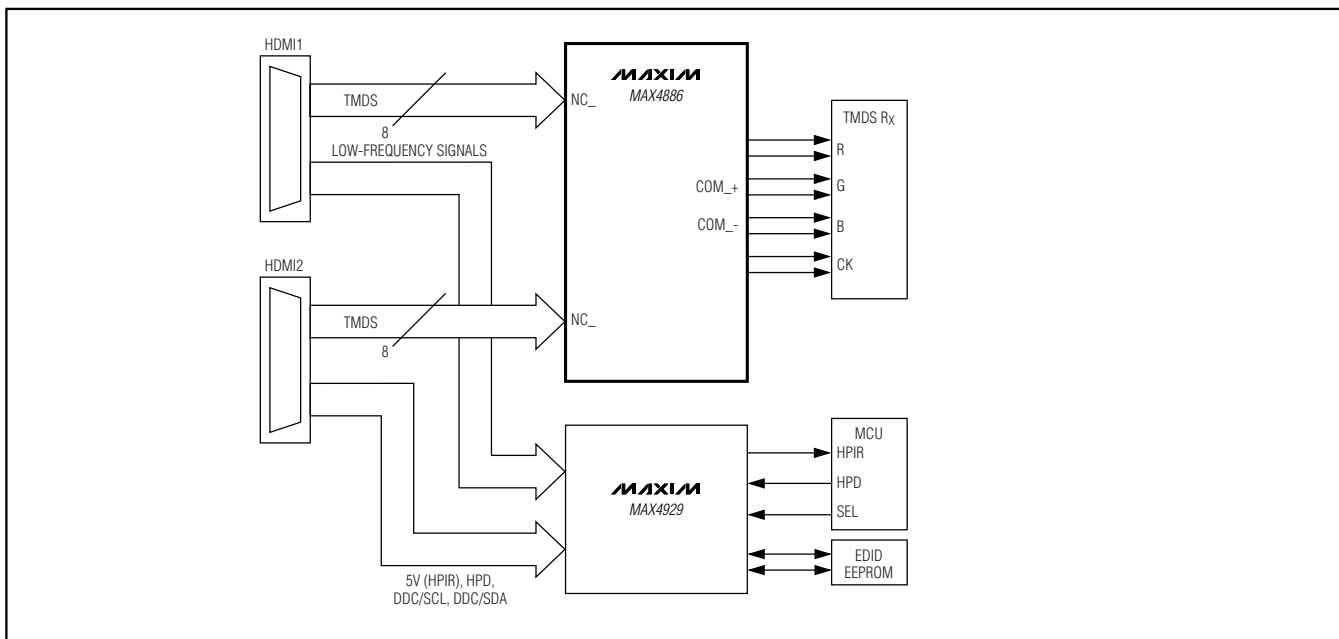 HDMI1
TMDS
8
LOW-FREQUENCY SIGNALS
MAXIM
MAX4886
NC_
COM_+
COM_-
TMDS RX
R
G
B
CK
HDMI2
TMDS
8
NC_
5V (HPIR), HPD,
DDC/SCL, DDC/SDA
MAXIM
MAX4929
MCU
HPIR
HPD
SEL
EDID
EEPROM